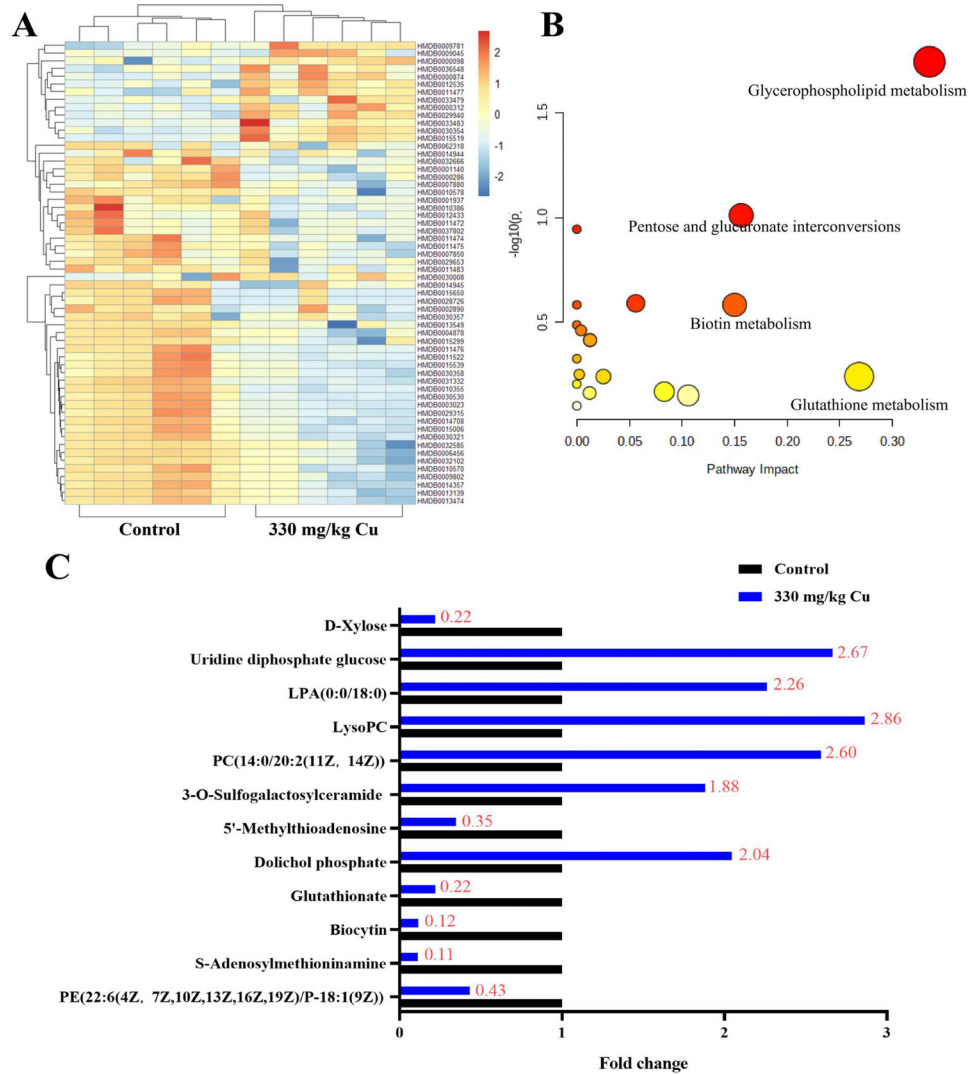 A
2
1
0
-1
-2
HMDB0009781
HMDB0009045
HMDB0000098
HMDB0036548
HMDB0000874
HMDB0012535
HMDB0011477
HMDB0033479
HMDB0000312
HMDB0029940
HMDB0033483
HMDB0030354
HMDB0015519
HMDB0062318
HMDB0014944
HMDB0032666
HMDB0001140
HMDB0000286
HMDB0007880
HMDB0010578
HMDB0001937
HMDB0010386
HMDB0012433
HMDB0011472
HMDB0037802
HMDB0011474
HMDB0011475
HMDB0007850
HMDB0029653
HMDB0011483
HMDB0030008
HMDB0014945
HMDB0015650
HMDB0028726
HMDB0002890
HMDB0030357
HMDB0013549
HMDB0004878
HMDB0015299
HMDB0011476
HMDB0011522
HMDB0015539
HMDB0030358
HMDB0031332
HMDB0010355
HMDB0030530
HMDB0003023
HMDB0029315
HMDB0014708
HMDB0015006
HMDB0030321
HMDB0032585
HMDB0006456
HMDB0032102
HMDB0010570
HMDB0009802
HMDB0014357
HMDB0013139
HMDB0013474
Control
330 mg/kg Cu
B
Glycerophospholipid metabolism
Pentose and glucuronate interconversions
Biotin metabolism
Glutathione metabolism
1.5
1.0
0.5
-log10(p,
0.00
0.05
0.10
0.15
0.20
0.25
0.30
Pathway Impact
C
Control
330 mg/kg Cu
D-Xylose
0.22
Uridine diphosphate glucose
2.67
LPA(0:0/18:0)
2.26
LysoPC
2.86
PC(14:0/20:2(11Z, 14Z))
2.60
3-O-Sulfogalactosylceramide
1.88
5'-Methylthioadenosine
0.35
Dolichol phosphate
2.04
Glutathionate
0.22
Biocytin
0.12
S-Adenosylmethioninamine
0.11
PE(22:6(4Z, 7Z,10Z,13Z,16Z,19Z)/P-18:1(9Z))
0.43
0
1
2
3
Fold change